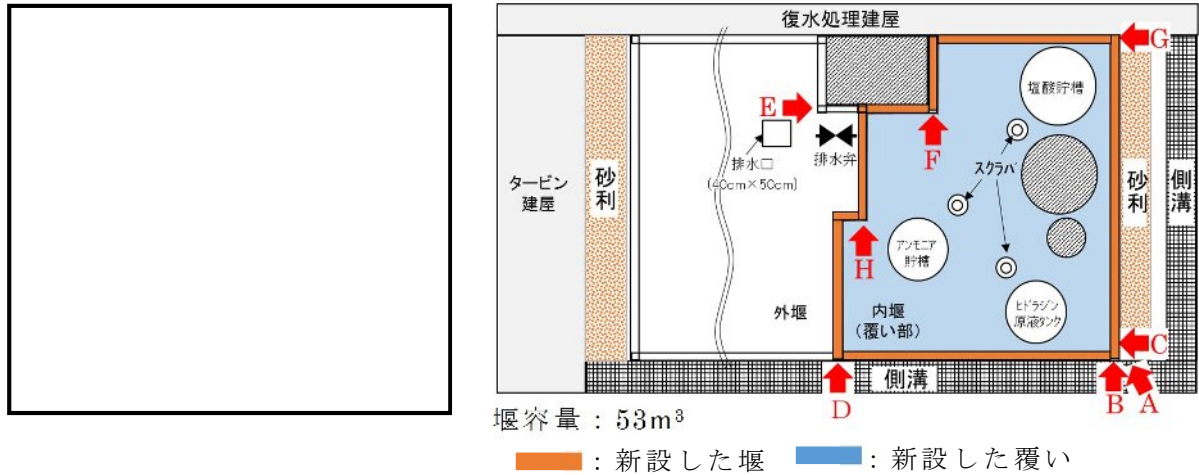 復水処理建屋
G
塩酸貯槽
E
F
排水口
(40cm×50cm)
排水弁
スクラバ
タービン
建屋
砂利
砂利
側溝
アンモニア
貯槽
H
ヒドラジン
原液タンク
外堰
内堰
(覆い部)
C
側溝
D
B
A
堰容量：53m³
：新設した堰
：新設した覆い